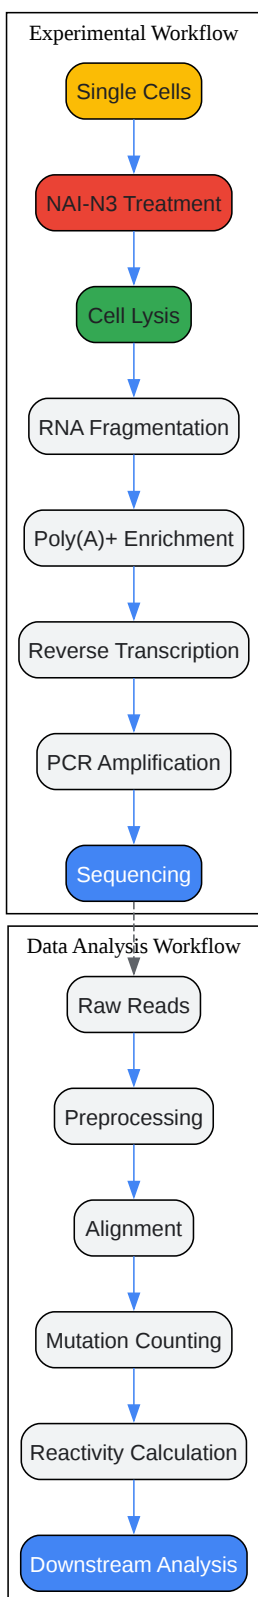 Experimental Workflow
Single Cells
NAI-N3 Treatment
Cell Lysis
RNA Fragmentation
Poly(A)+ Enrichment
Reverse Transcription
PCR Amplification
Sequencing
Data Analysis Workflow
Raw Reads
Preprocessing
Alignment
Mutation Counting
Reactivity Calculation
Downstream Analysis